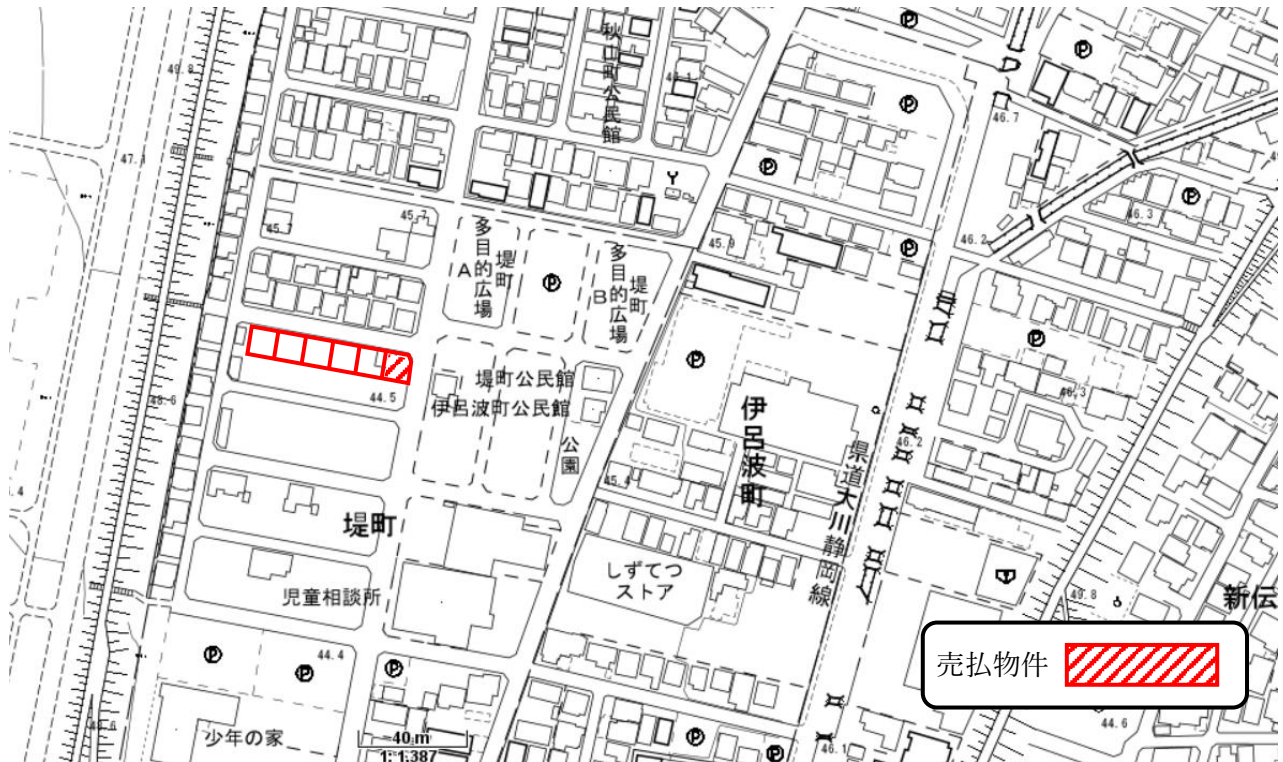 秋山町公民館
49.8
47.1
46.7
45.7
45.7
46.3
46.2
45.9
多目的広場
A
堤町
多目的広場
B
堤町
堤町公民館
伊呂波町公民館
公園
44.5
48.6
伊呂波町
46.3
46.2
県道大川静岡線
45.4
堤町
しずてつ
ストア
児童相談所
49.8
新伝
44.4
少年の家
売払物件
44.6
46.1
40 m
1: 1,387